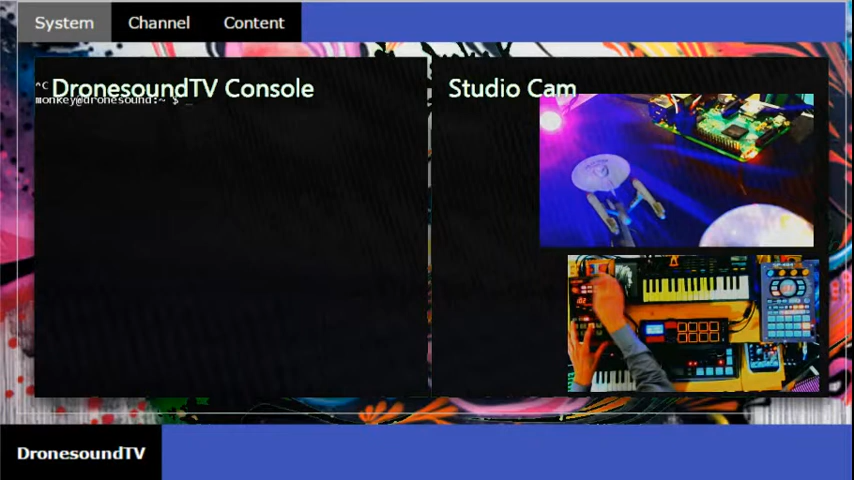 System Channel Content
DronesoundTV Console
^C
monkey@dronesound:~ $ _
Studio Cam
DronesoundTV